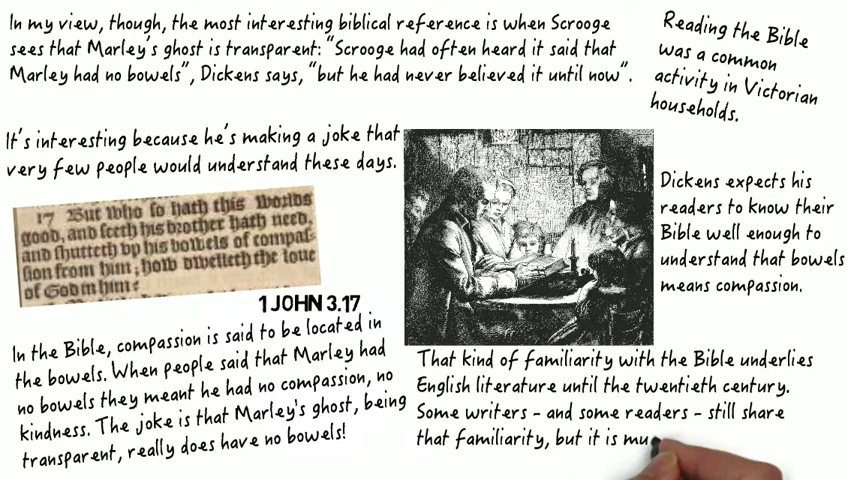 In my view, though, the most interesting biblical reference is when Scrooge
sees that Marley's ghost is transparent: "Scrooge had often heard it said that
Marley had no bowels", Dickens says, "but he had never believed it until now".
Reading the Bible
was a common
activity in Victorian
households.
It's interesting because he's making a joke that
very few people would understand these days.
17 But who so hath this worlds
good, and seeth his brother hath need,
and shutteth vp his bowels of compas-
sion from him; how dwelleth the loue
of God in him?
1 JOHN 3.17
In the Bible, compassion is said to be located in
the bowels. When people said that Marley had
no bowels they meant he had no compassion, no
kindness. The joke is that Marley's ghost, being
transparent, really does have no bowels!
Dickens expects his
readers to know their
Bible well enough to
understand that bowels
means compassion.
That kind of familiarity with the Bible underlies
English literature until the twentieth century.
Some writers - and some readers - still share
that familiarity, but it is mu